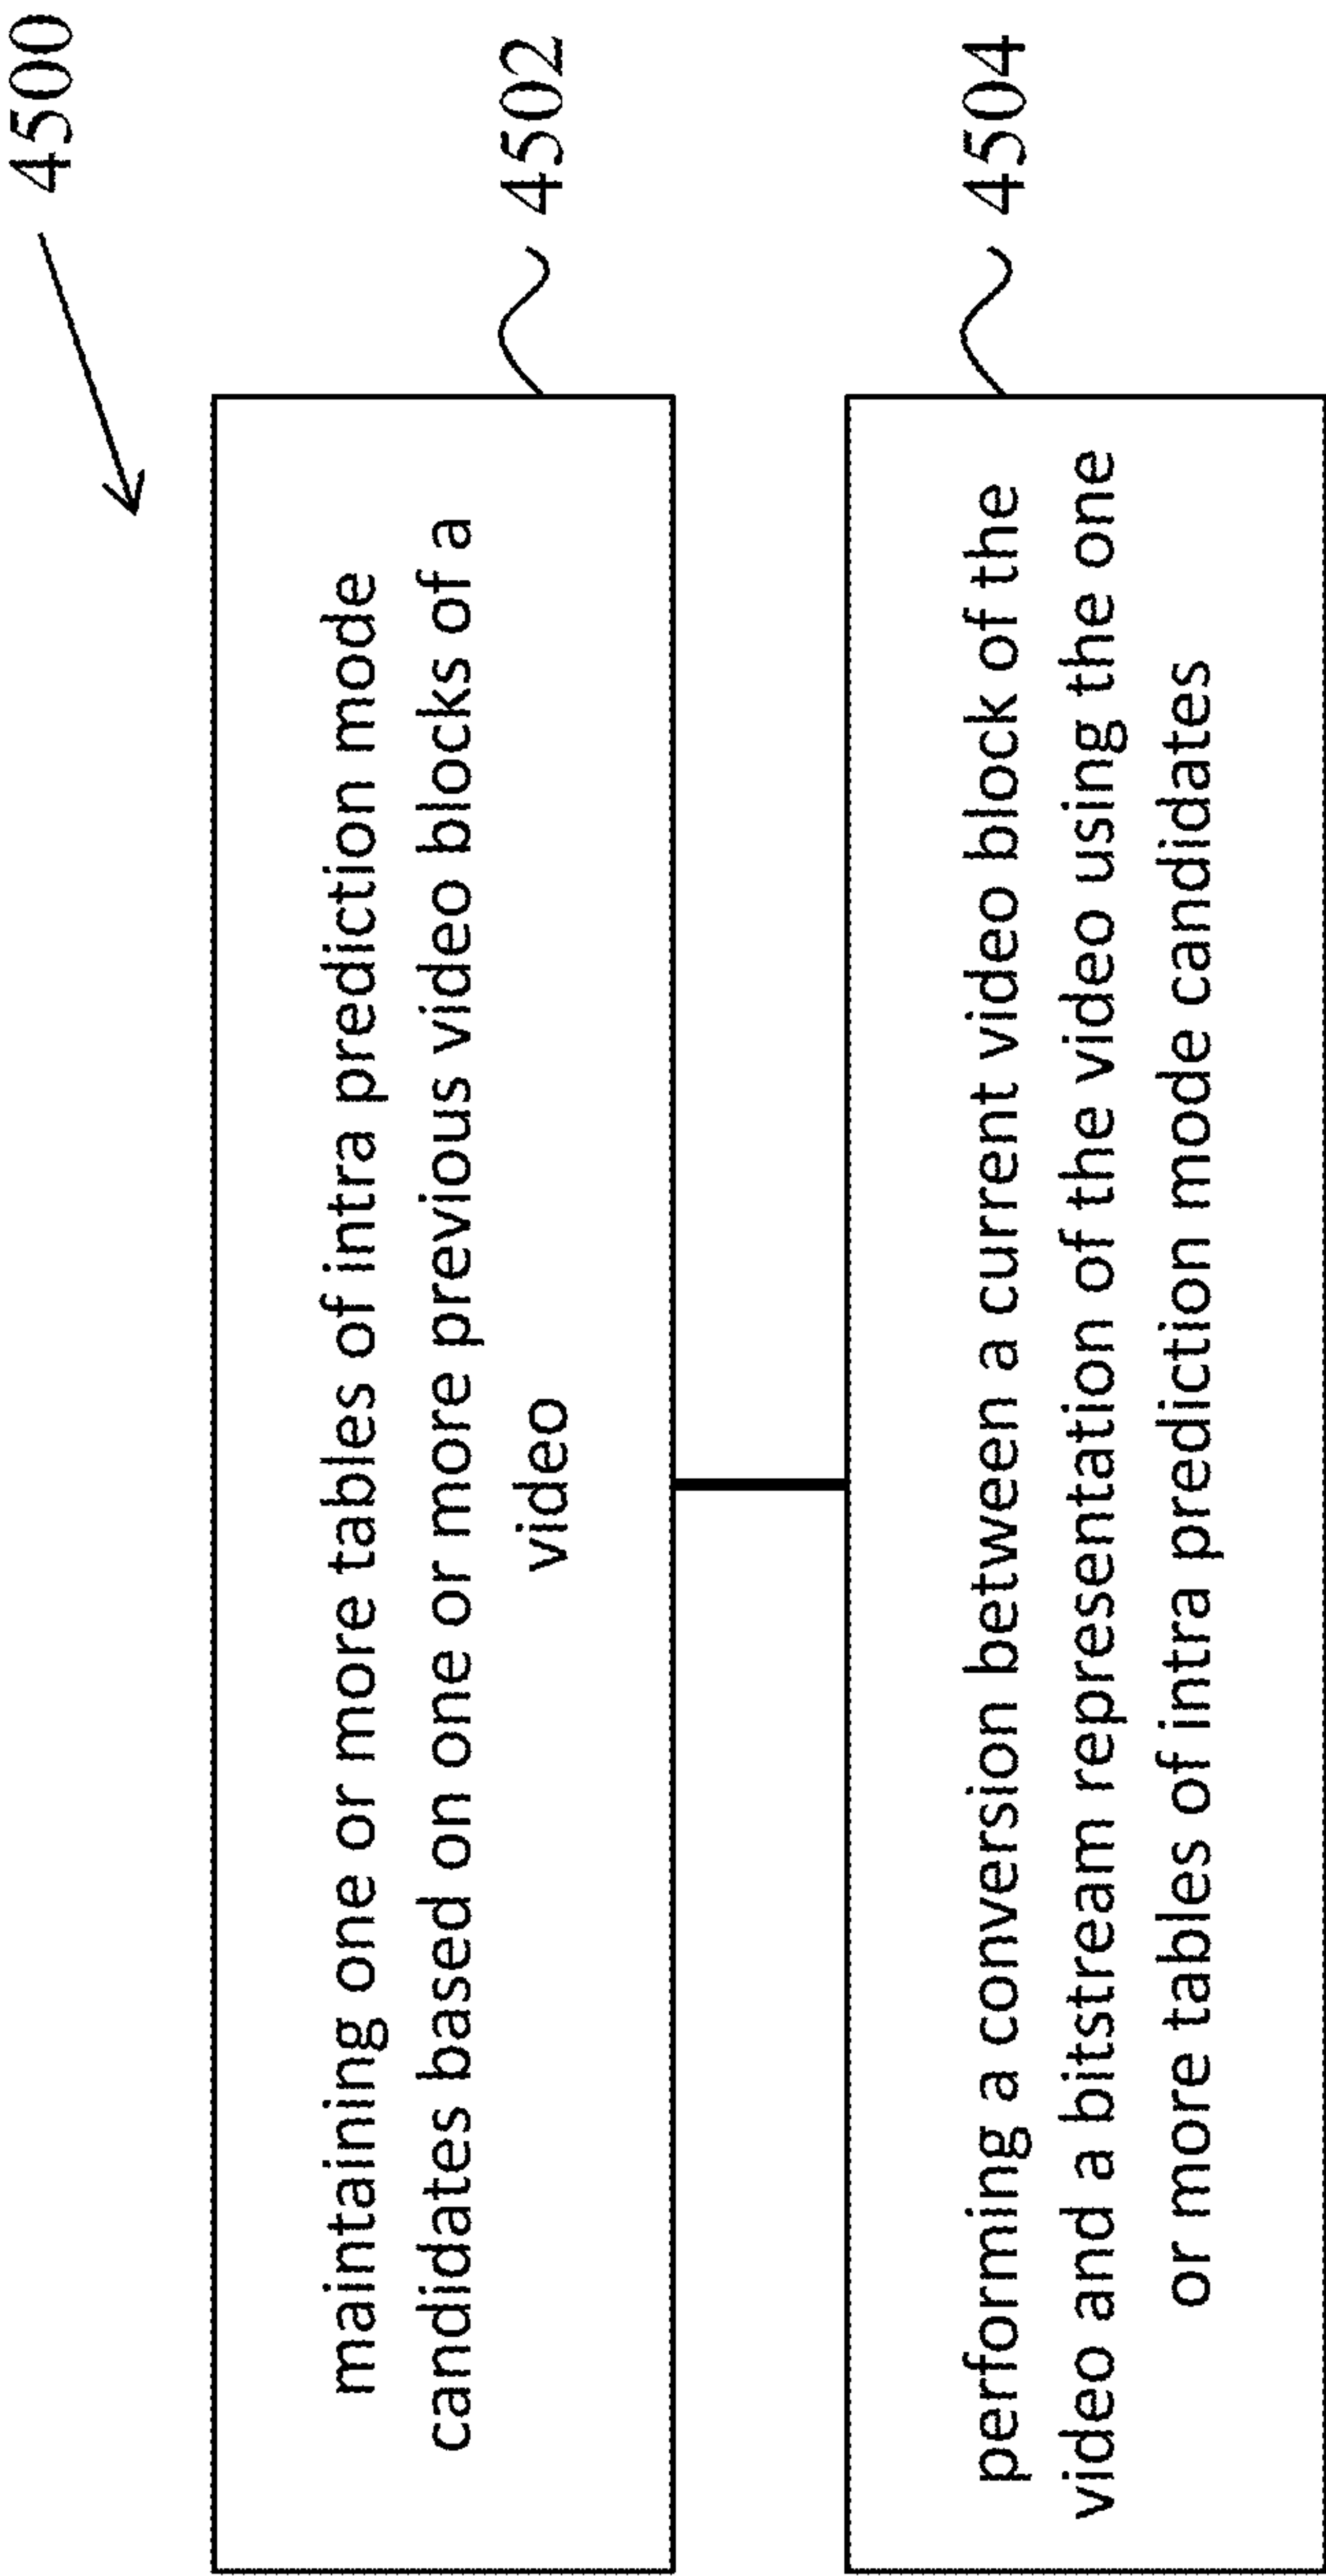 4500
maintaining one or more tables of intra prediction mode
candidates based on one or more previous video blocks of a
video
4502
performing a conversion between a current video block of the
video and a bitstream representation of the video using the one
or more tables of intra prediction mode candidates
4504